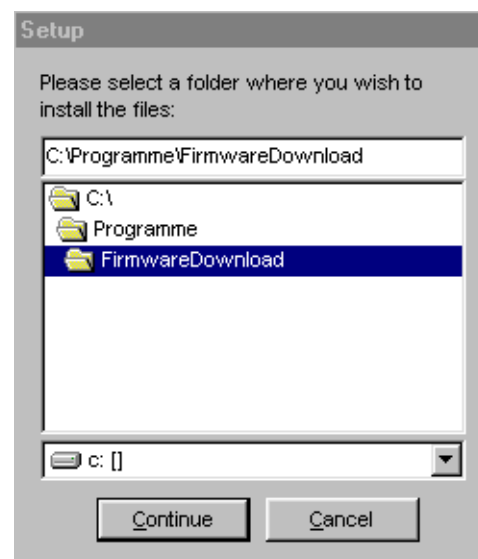 Setup
Please select a folder where you wish to
install the files:
C:\Programme\FirmwareDownload
C:\
Programme
FirmwareDownload
c: []
Continue
Cancel